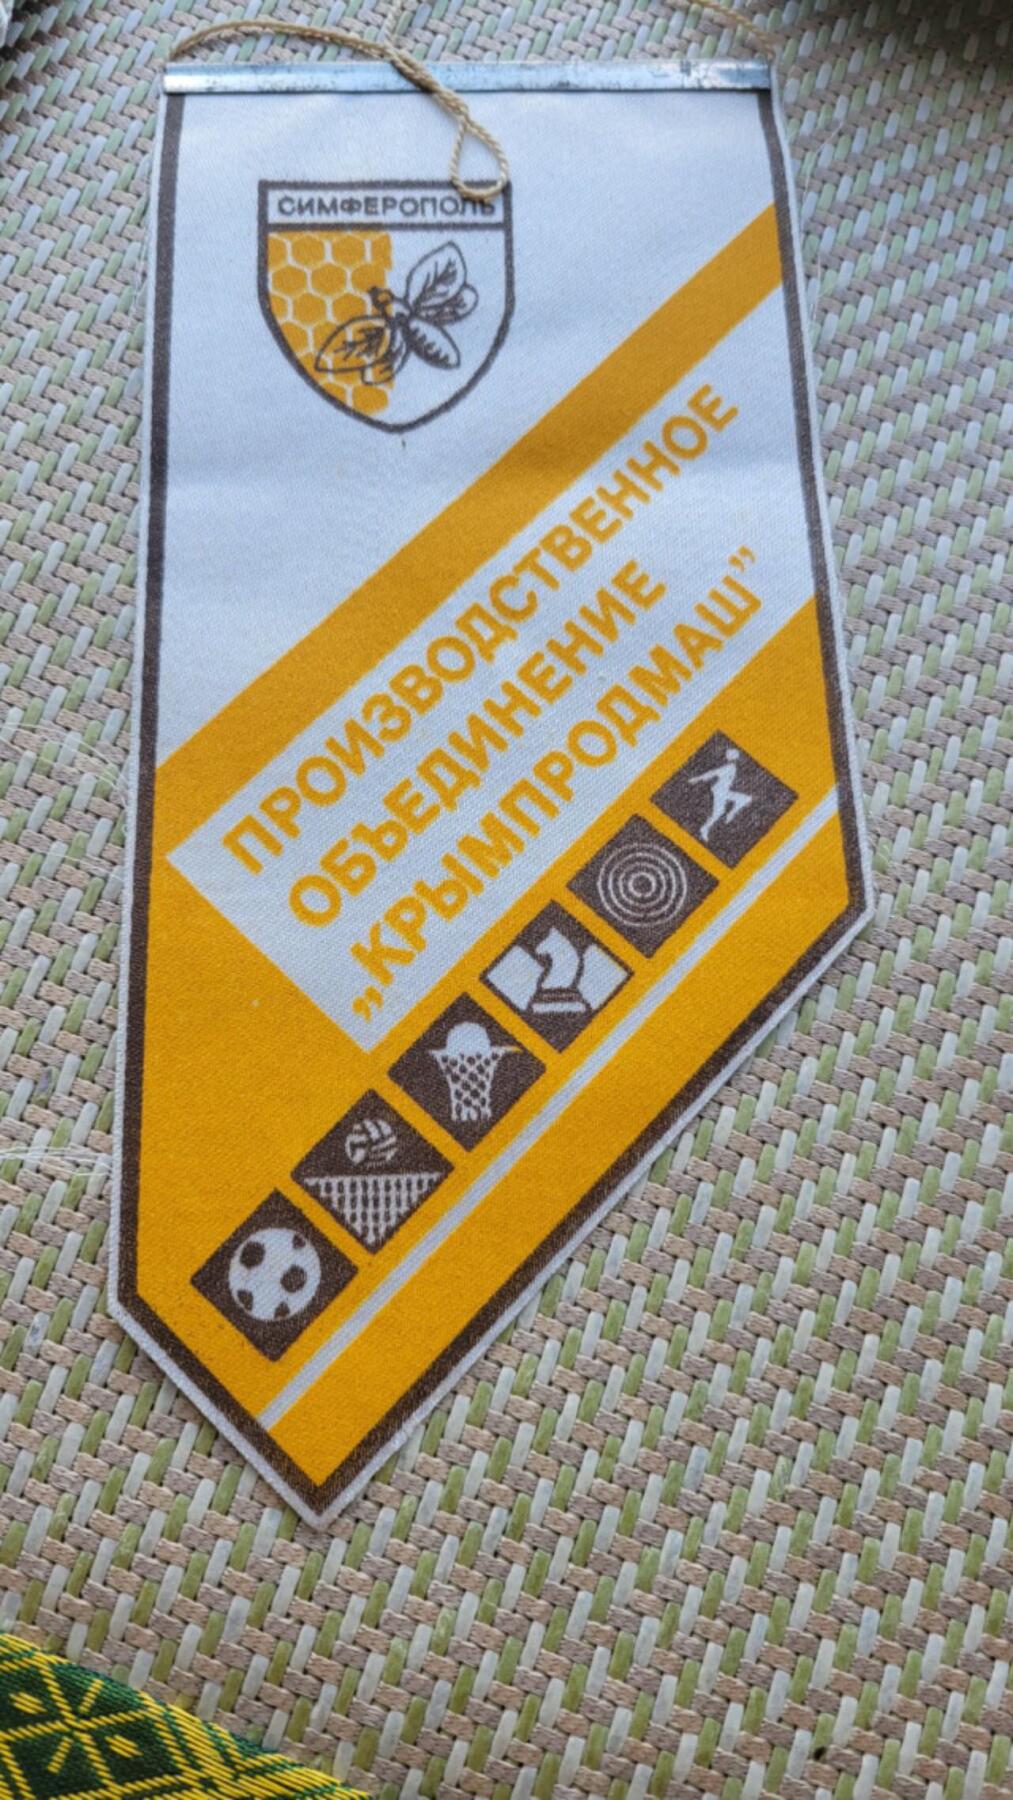 СИМФЕРОПОЛЬ
ПРОИЗВОДСТВЕННОЕ
ОБЪЕДИНЕНИЕ
„КРЫМПРОДМАШ”